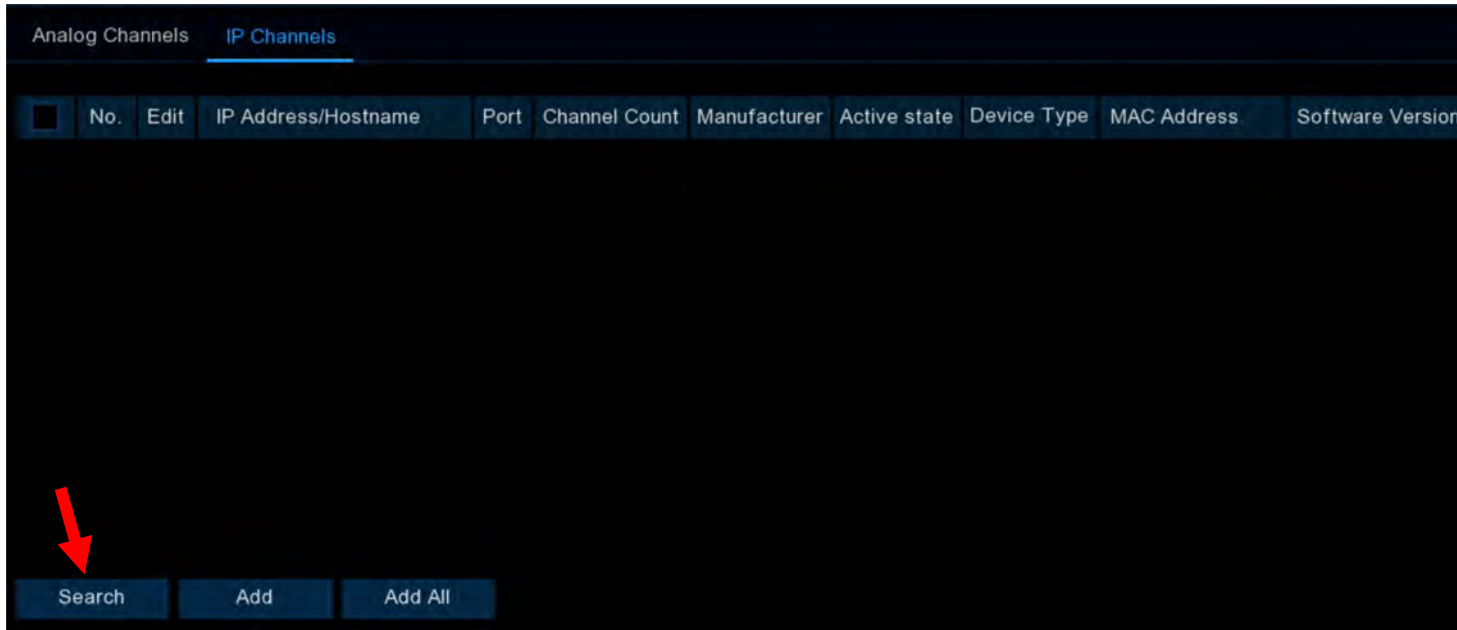 Analog Channels IP Channels
No. Edit IP Address/Hostname Port Channel Count Manufacturer Active state Device Type MAC Address Software Version
Search Add Add All